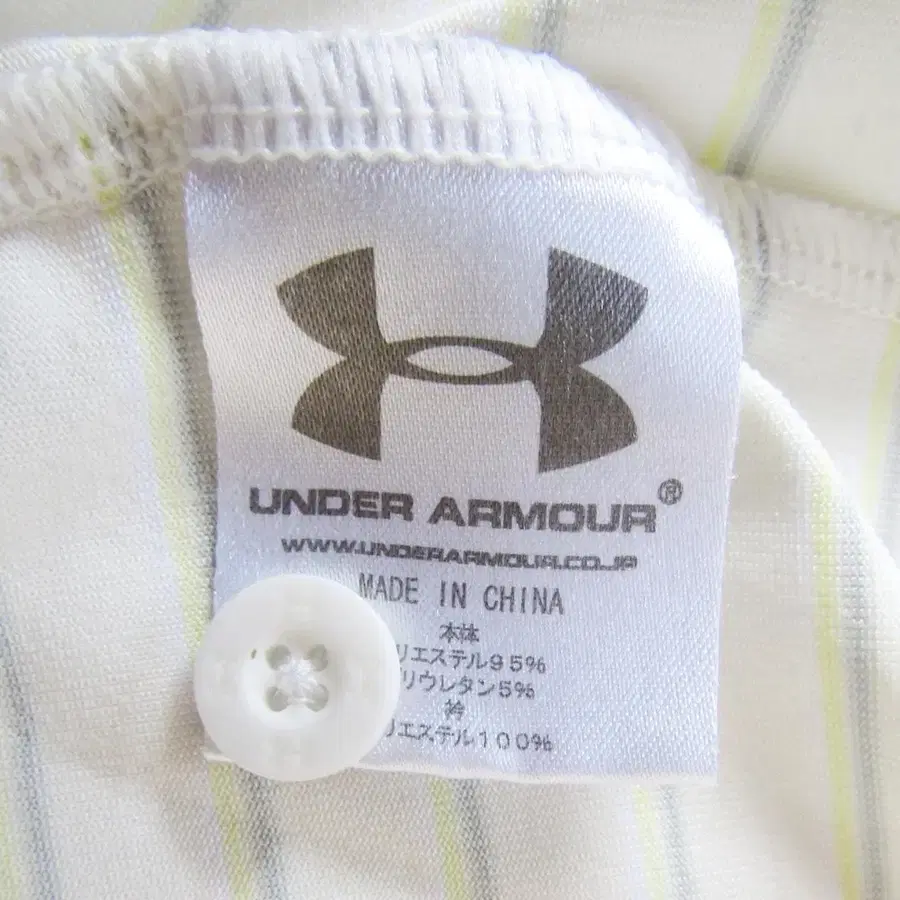 UNDER ARMOUR®
WWW.UNDERARMOUR.CO.JP
MADE IN CHINA
本体
リエステル95%
リウレタン5%
衿
リエステル100%